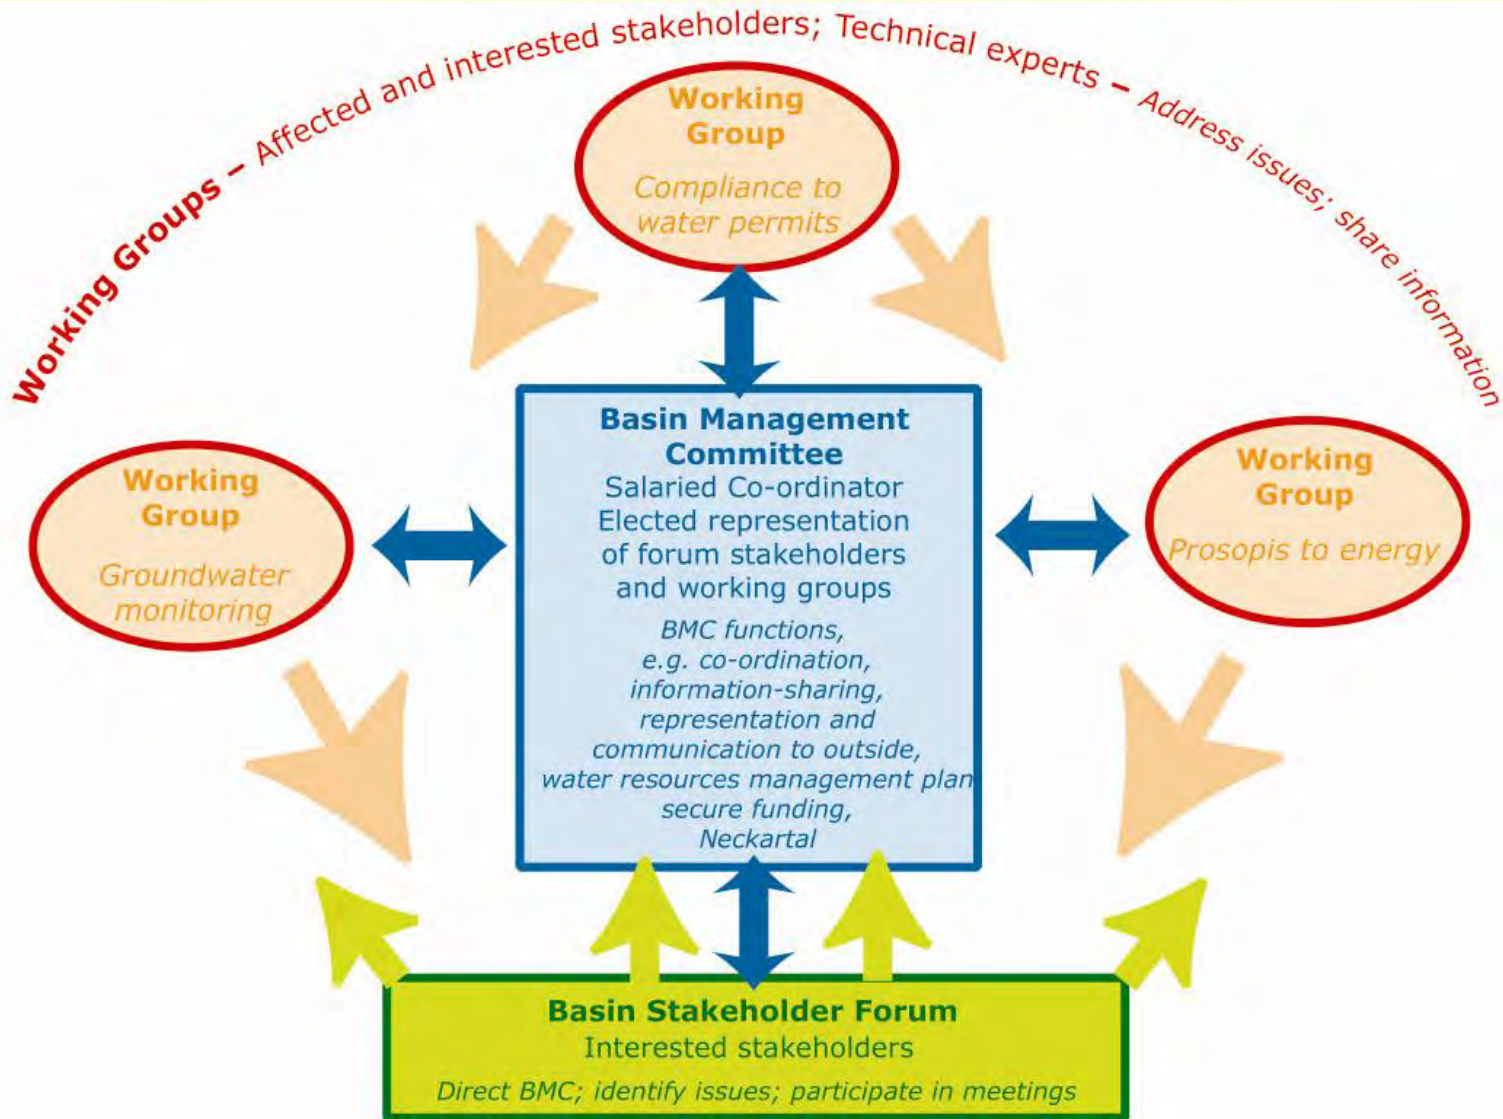 Working Groups – Affected and interested stakeholders; Technical experts – Address issues; share information
Working
Group
Compliance to
water permits
Working
Group
Groundwater
monitoring
Basin Management
Committee
Salaried Co-ordinator
Elected representation
of forum stakeholders
and working groups
BMC functions,
e.g. co-ordination,
information-sharing,
representation and
communication to outside,
water resources management plan
secure funding,
Neckartal
Working
Group
Prosopis to energy
Basin Stakeholder Forum
Interested stakeholders
Direct BMC; identify issues; participate in meetings